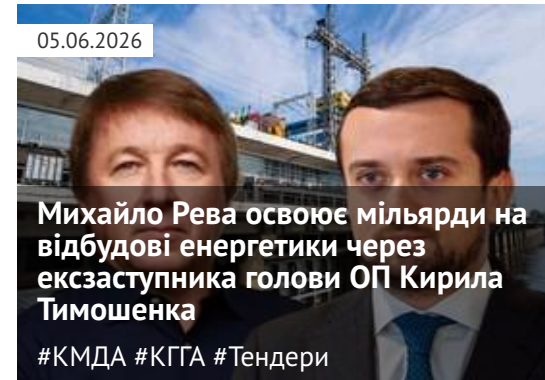 05.06.2026
Михайло Рева освоює мільярди на
відбудові енергетики через
ексзаступника голови ОП Кирила
Тимошенка
#КМДА #КГГА #Тендери